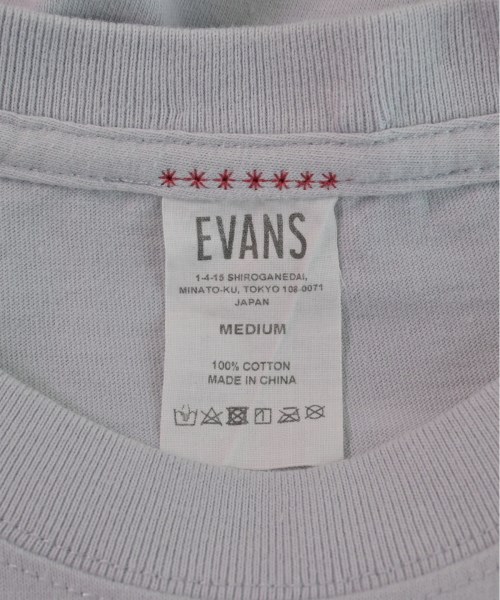 EVANS
1-4-15 SHIROGANEDAI,
MINATO-KU, TOKYO 108-0071
JAPAN
MEDIUM
100% COTTON
MADE IN CHINA